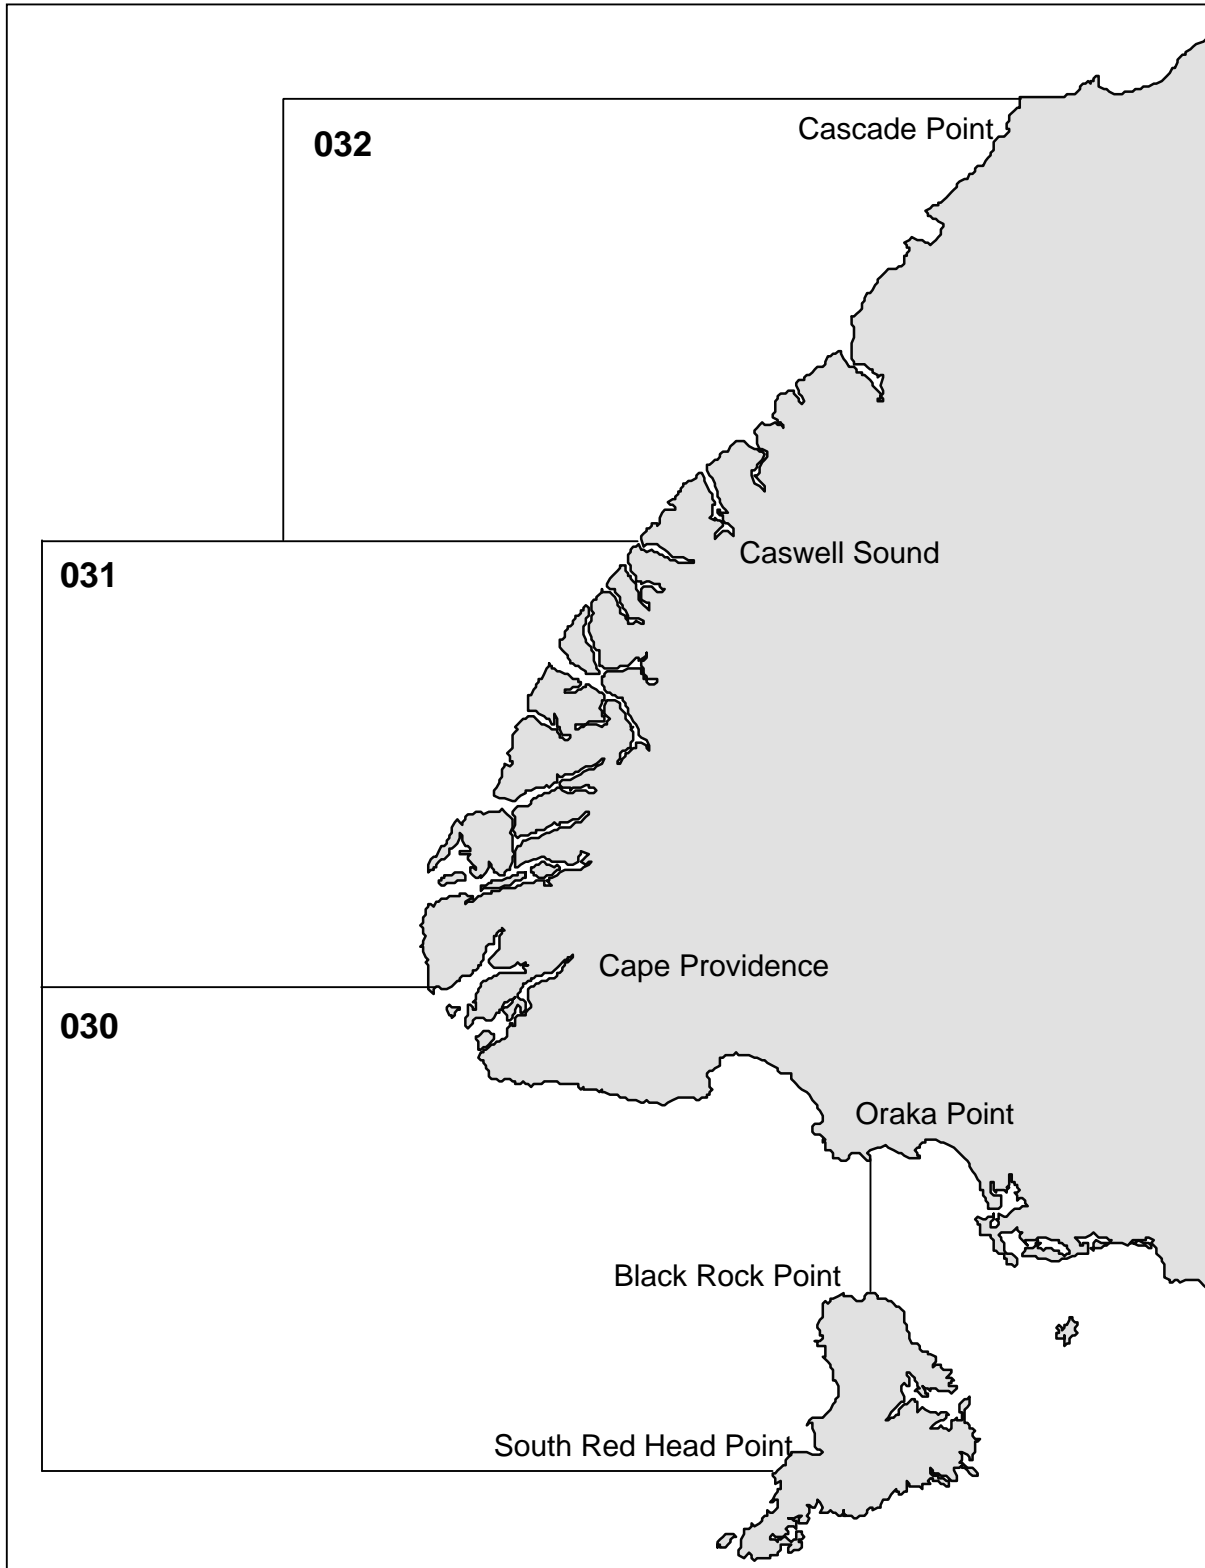 Cascade Point
032
Caswell Sound
031
Cape Providence
030
Oraka Point
Black Rock Point
South Red Head Point